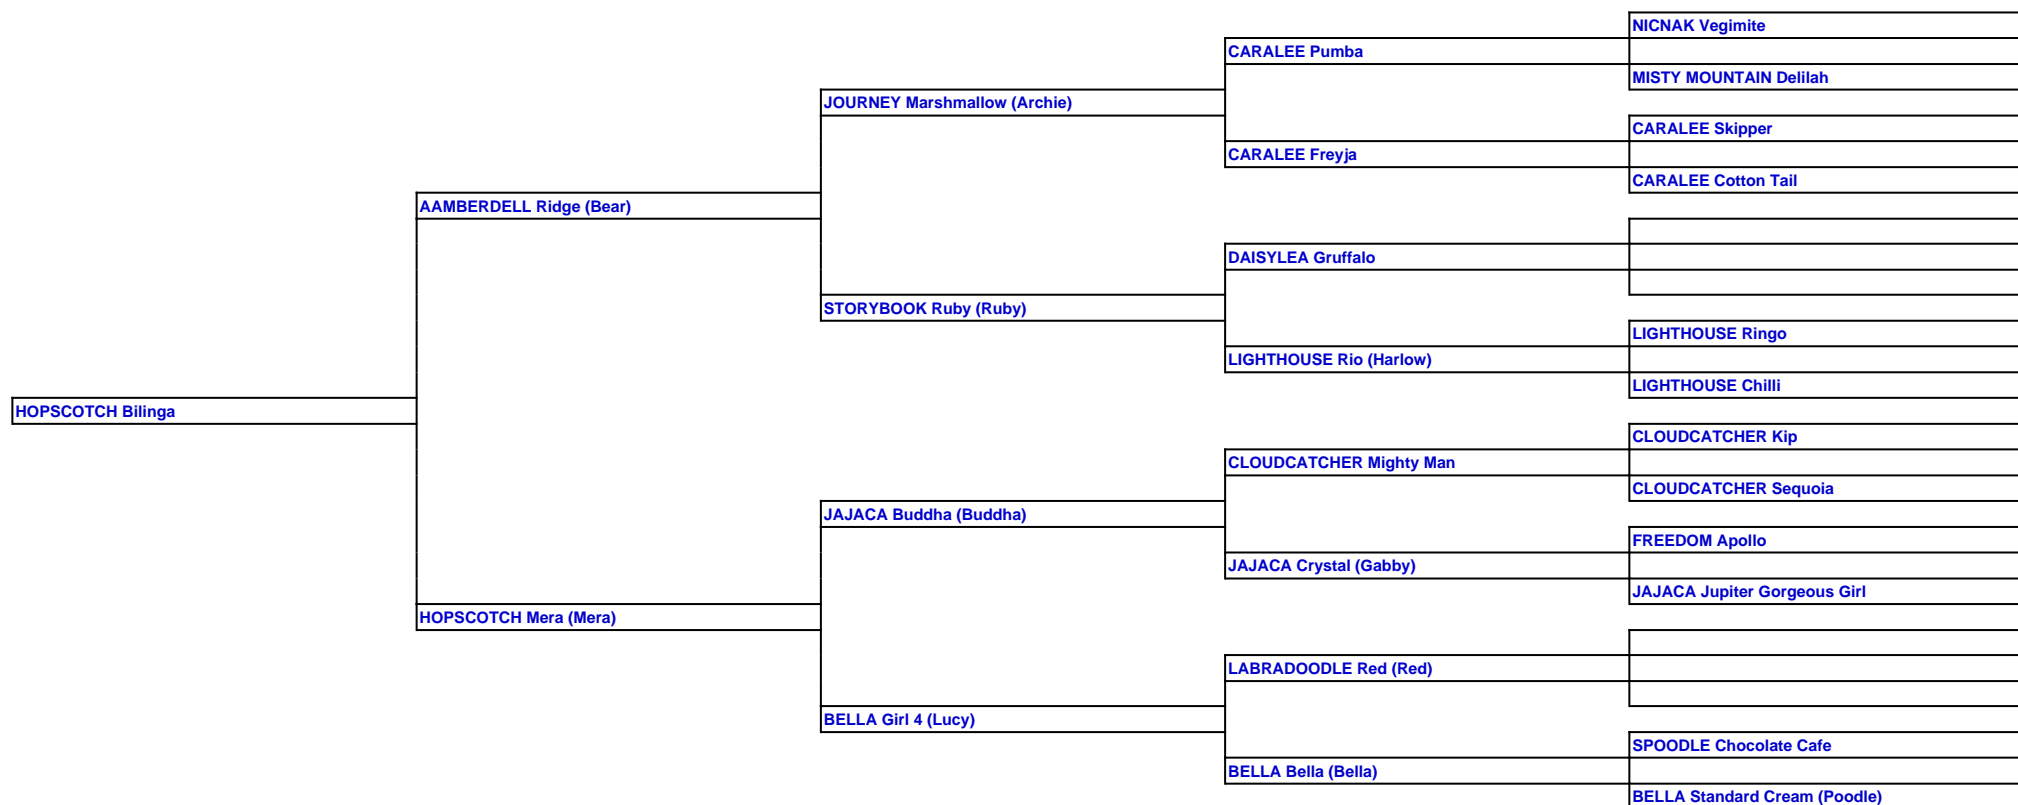 NICNAK Vegimite
CARALEE Pumba
MISTY MOUNTAIN Delilah
JOURNEY Marshmallow (Archie)
CARALEE Skipper
CARALEE Freyja
CARALEE Cotton Tail
AAMBERDELL Ridge (Bear)
DAISYLEA Gruffalo
STORYBOOK Ruby (Ruby)
LIGHTHOUSE Ringo
LIGHTHOUSE Rio (Harlow)
LIGHTHOUSE Chilli
HOPSCOTCH Bilinga
CLOUDCATCHER Kip
CLOUDCATCHER Mighty Man
CLOUDCATCHER Sequoia
JAJACA Buddha (Buddha)
FREEDOM Apollo
JAJACA Crystal (Gabby)
JAJACA Jupiter Gorgeous Girl
HOPSCOTCH Mera (Mera)
LABRADOODLE Red (Red)
BELLA Girl 4 (Lucy)
SPOODLE Chocolate Cafe
BELLA Bella (Bella)
BELLA Standard Cream (Poodle)